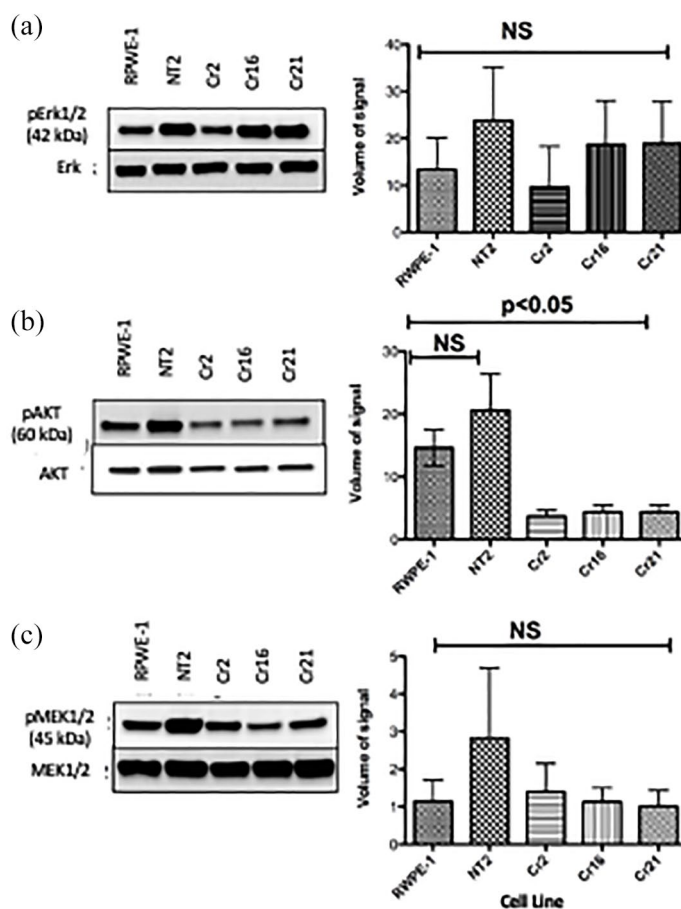 (a)
RPWE-1
NT2
Cr2
Cr16
Cr21
pErk1/2
(42 kDa)
Erk :
NS
Volume of signal
40
30
20
10
0
RWPE-1
NT2
Cr2
Cr16
Cr21
(b)
RPWE-1
NT2
Cr2
Cr16
Cr21
pAKT
(60 kDa)
AKT
p<0.05
NS
Volume of signal
30
20
10
0
RWPE-1
NT2
Cr2
Cr16
Cr21
(c)
RPWE-1
NT2
Cr2
Cr16
Cr21
pMEK1/2 :
(45 kDa)
MEK1/2 :
NS
Volume of signal
5
4
3
2
1
0
RWPE-1
NT2
Cr2
Cr16
Cr21
Cell Line